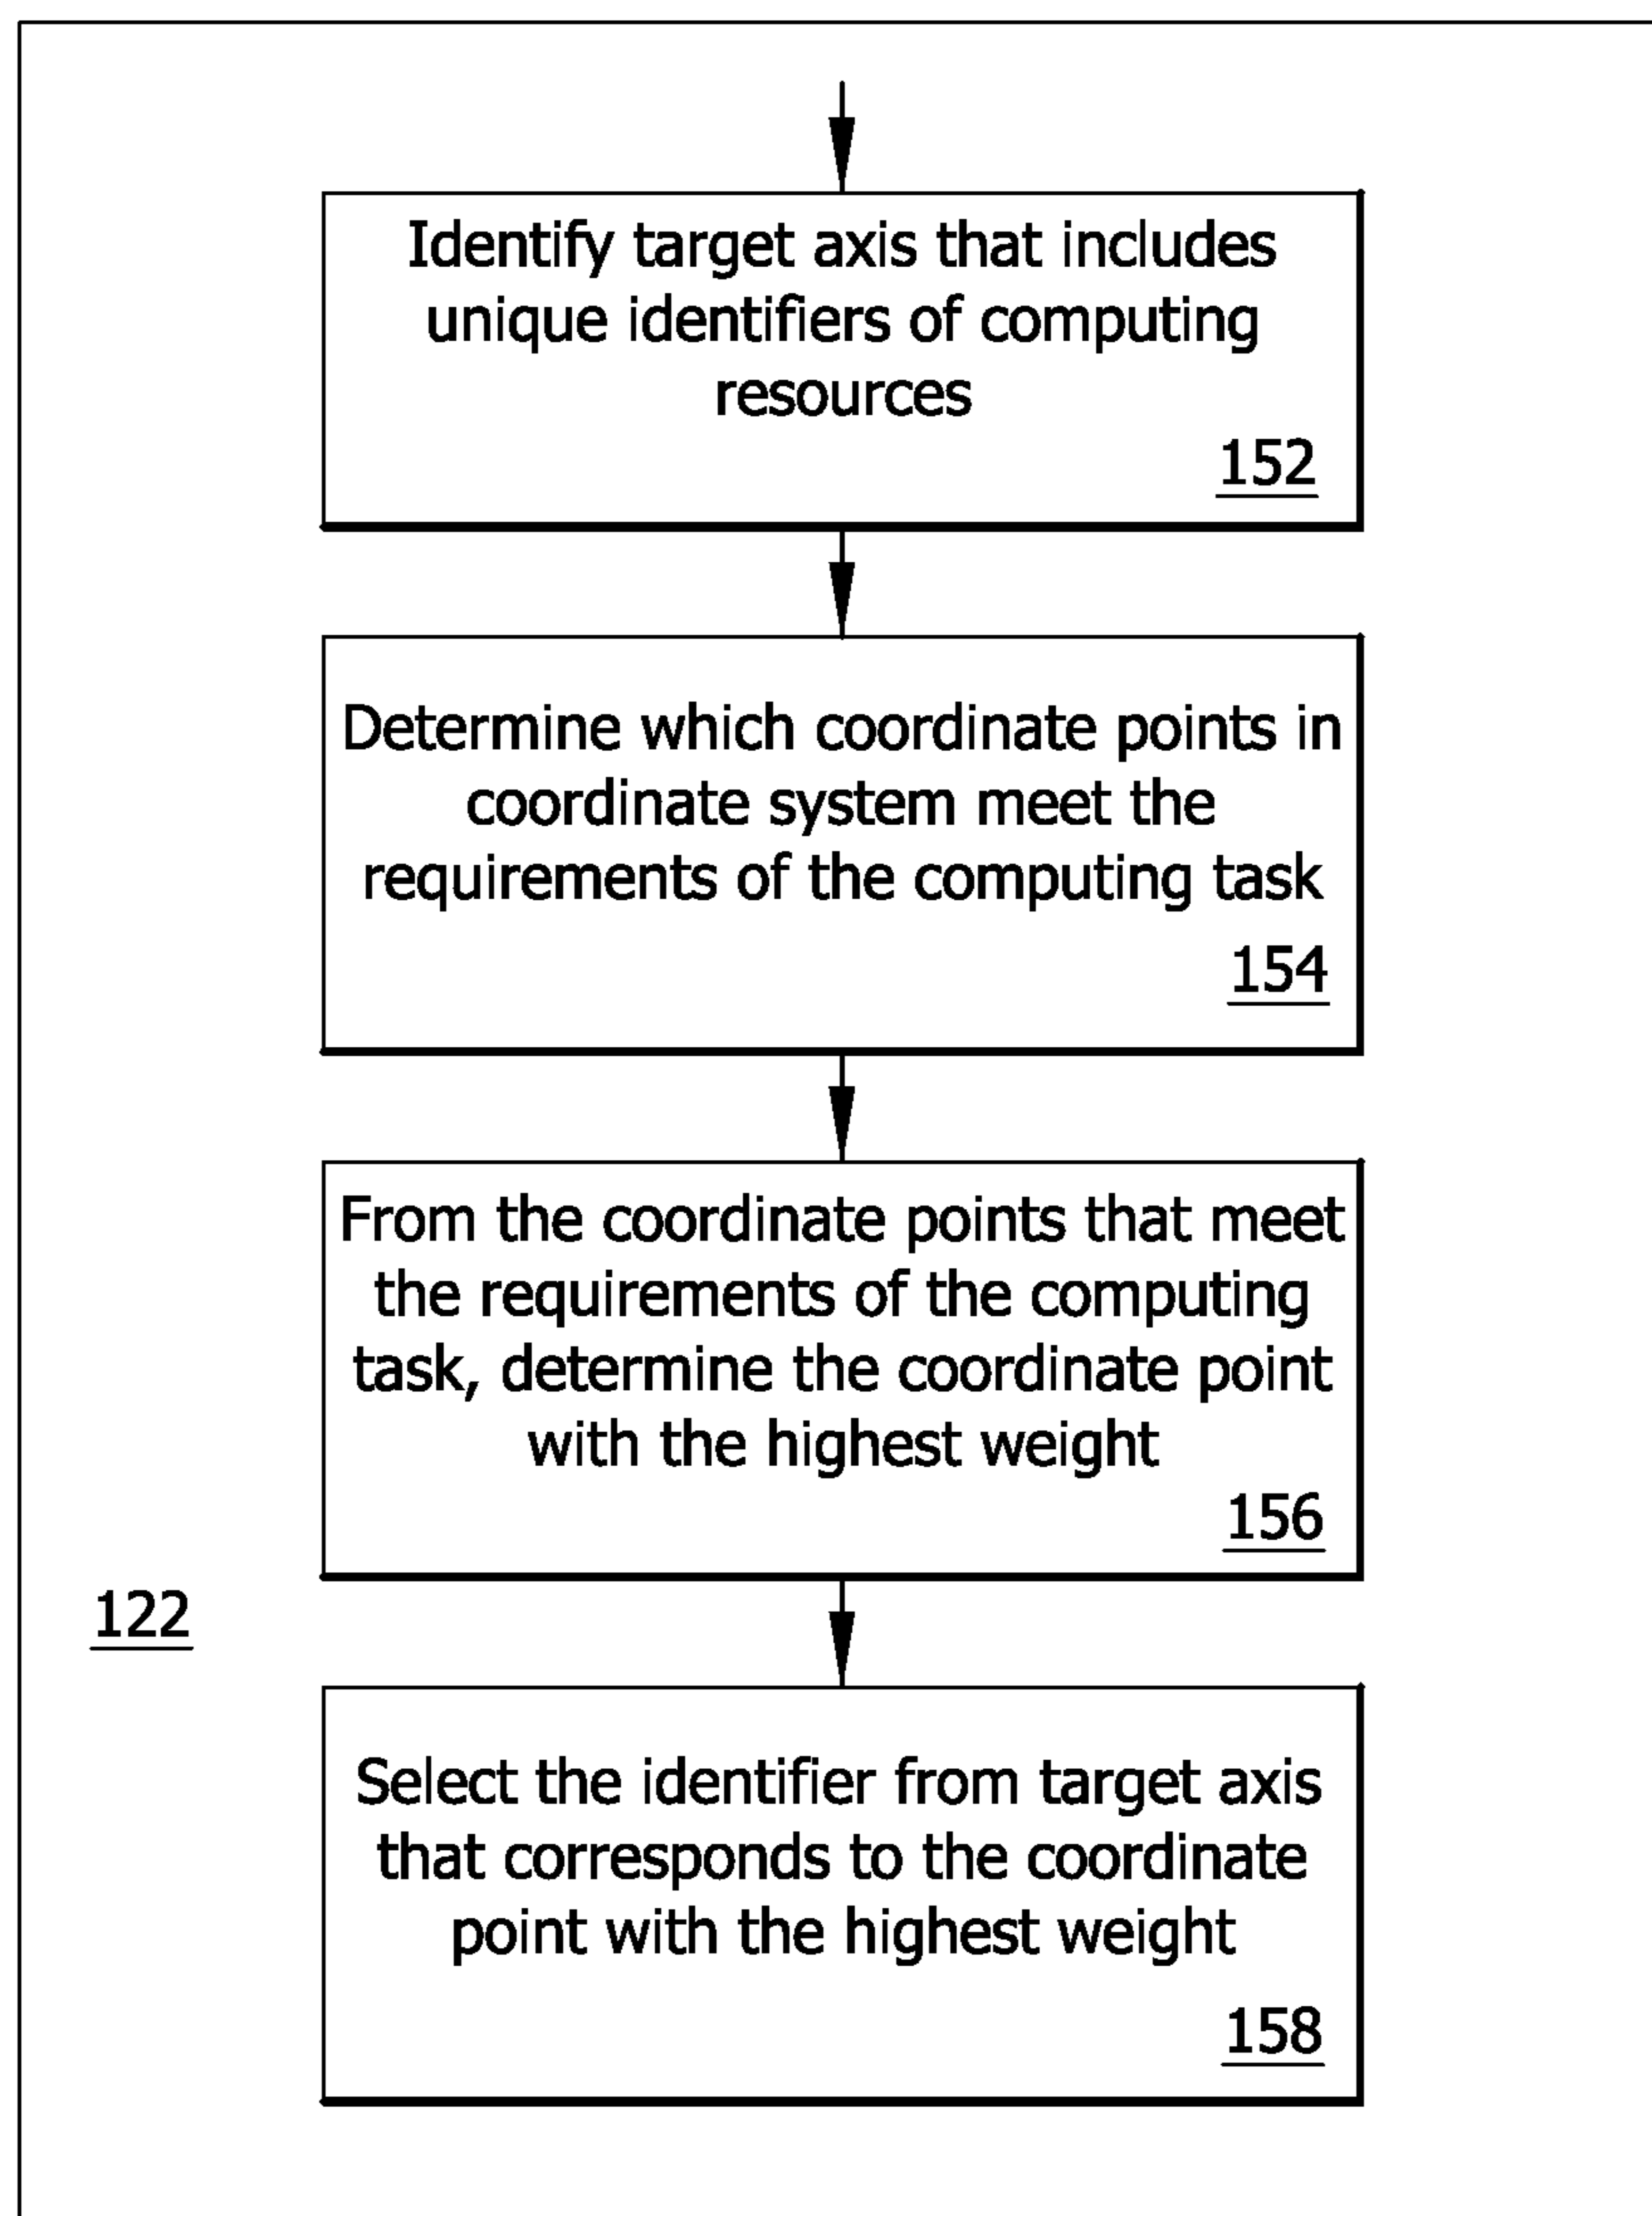 Identify target axis that includes
unique identifiers of computing
resources
152
Determine which coordinate points in
coordinate system meet the
requirements of the computing task
154
From the coordinate points that meet
the requirements of the computing
task, determine the coordinate point
with the highest weight
156
122
Select the identifier from target axis
that corresponds to the coordinate
point with the highest weight
158